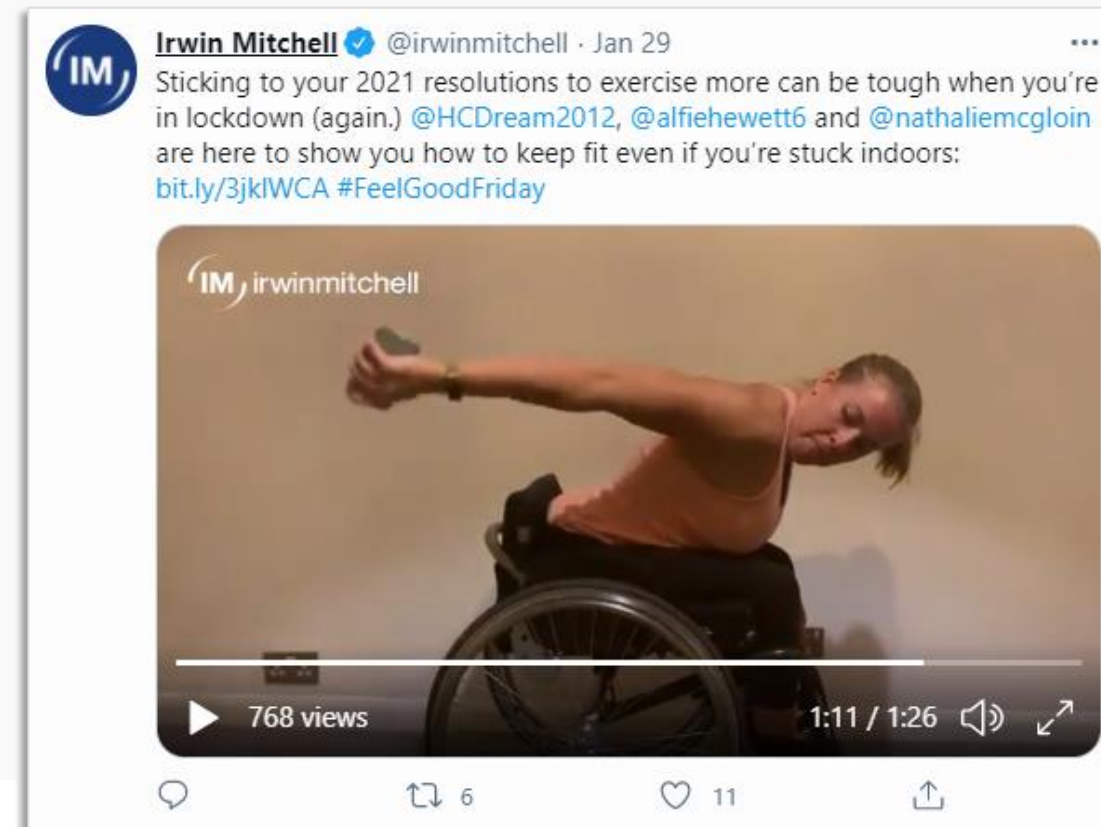 IM
Irwin Mitchell @irwinmitchell · Jan 29
Sticking to your 2021 resolutions to exercise more can be tough when you're
in lockdown (again.) @HCDream2012, @alfiehewett6 and @nathaliemcgloin
are here to show you how to keep fit even if you're stuck indoors:
bit.ly/3jklWCA #FeelGoodFriday
IM irwinmitchell
768 views 1:11 / 1:26
6 11